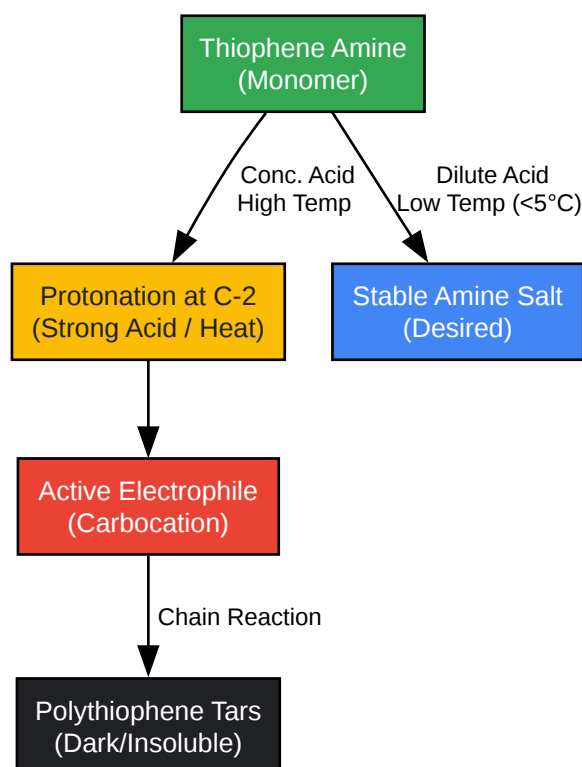 Thiophene Amine
(Monomer)
Conc. Acid
High Temp
Dilute Acid
Low Temp (<5°C)
Protonation at C-2
(Strong Acid / Heat)
Stable Amine Salt
(Desired)
Active Electrophile
(Carbocation)
Chain Reaction
Polythiophene Tars
(Dark/Insoluble)